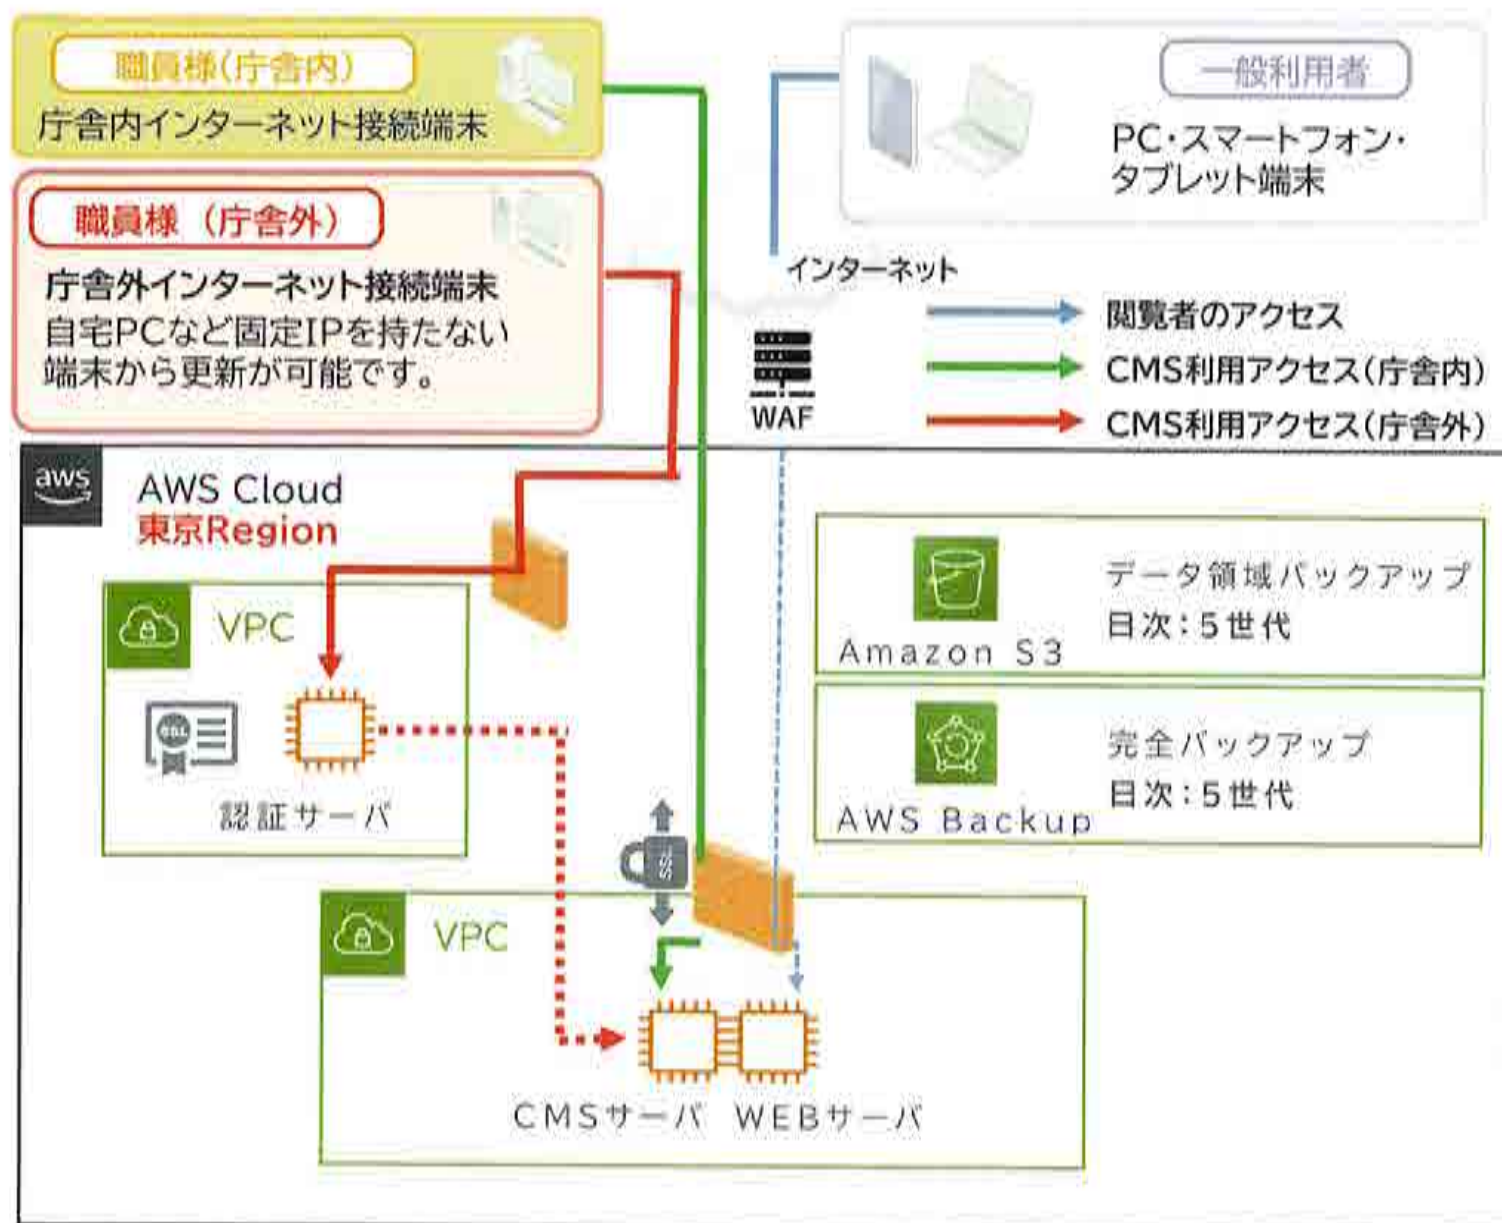 職員様(庁舎内)
庁舎内インターネット接続端末
職員様（庁舎外）
庁舎外インターネット接続端末
自宅PCなど固定IPを持たない
端末から更新が可能です。
一般利用者
PC・スマートフォン・
タブレット端末
インターネット
WAF
閲覧者のアクセス
CMS利用アクセス(庁舎内)
CMS利用アクセス(庁舎外)
aws
AWS Cloud
東京Region
VPC
SSL
認証サーバ
データ領域バックアップ
日次：5世代
Amazon S3
完全バックアップ
日次：5世代
AWS Backup
SSL
VPC
CMSサーバ
WEBサーバ